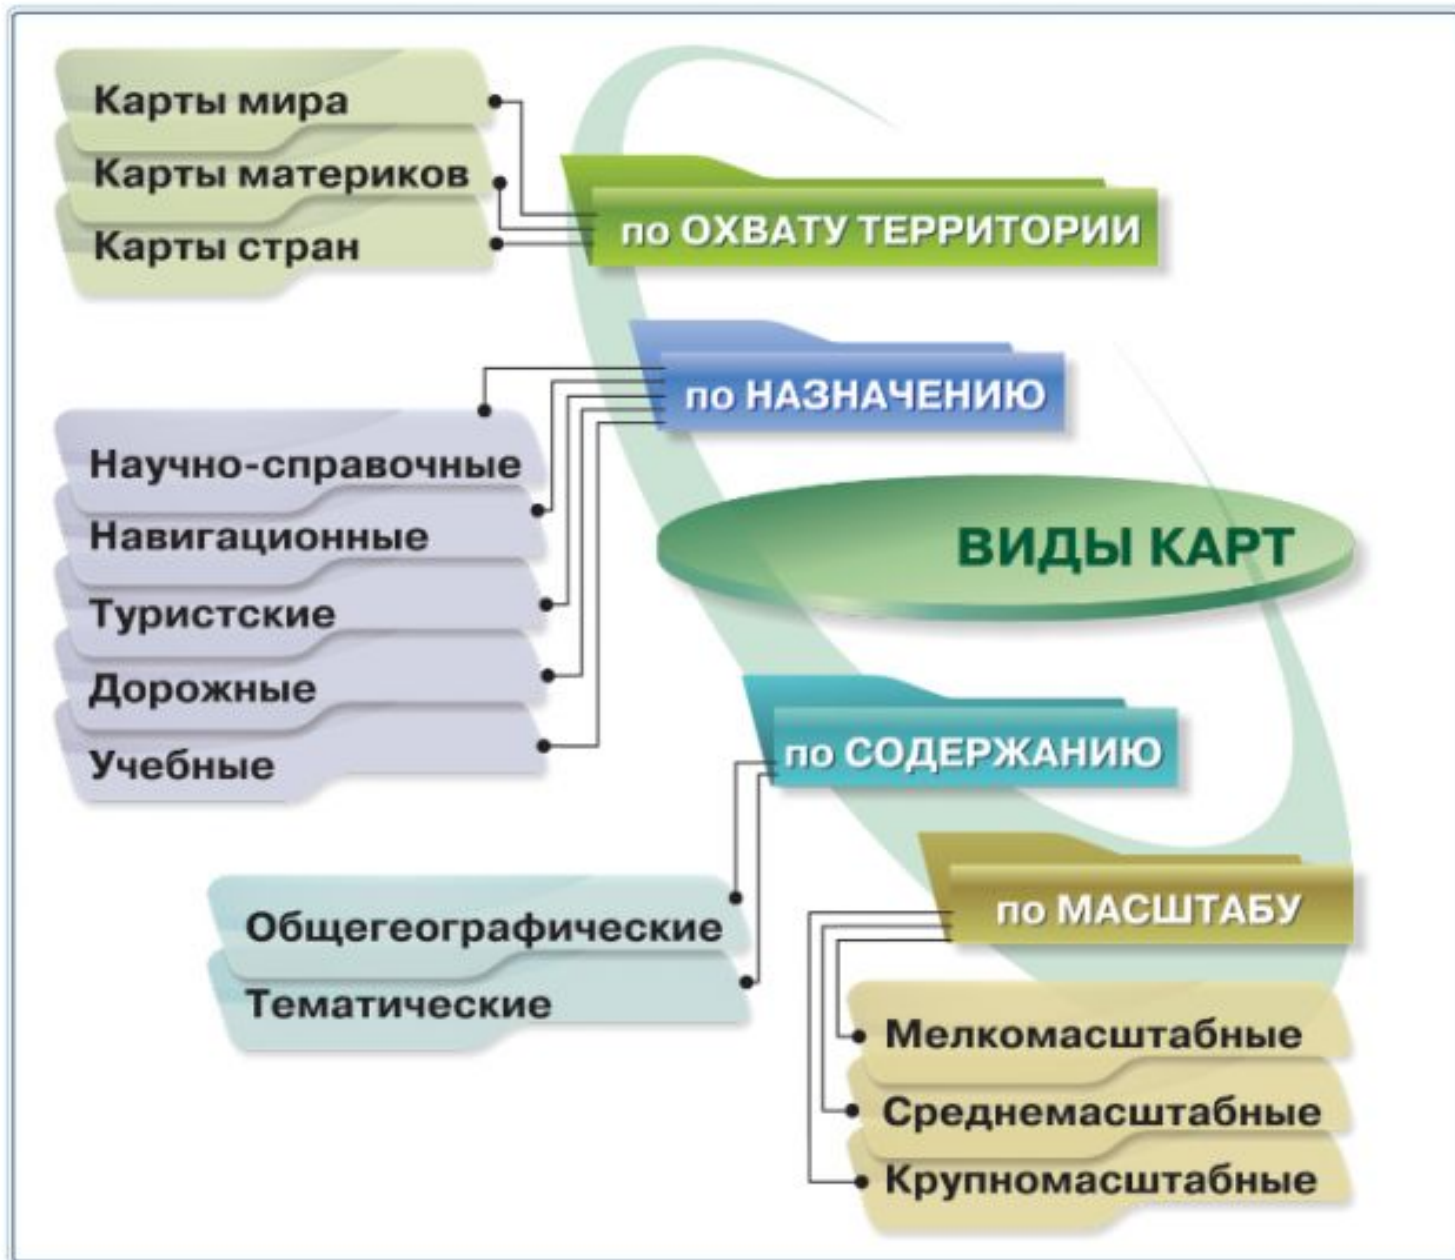 ВИДЫ КАРТ
по ОХВАТУ ТЕРРИТОРИИ
Карты мира
Карты материков
Карты стран
по НАЗНАЧЕНИЮ
Научно-справочные
Навигационные
Туристские
Дорожные
Учебные
по СОДЕРЖАНИЮ
Общегеографические
Тематические
по МАСШТАБУ
Мелкомасштабные
Среднемасштабные
Крупномасштабные